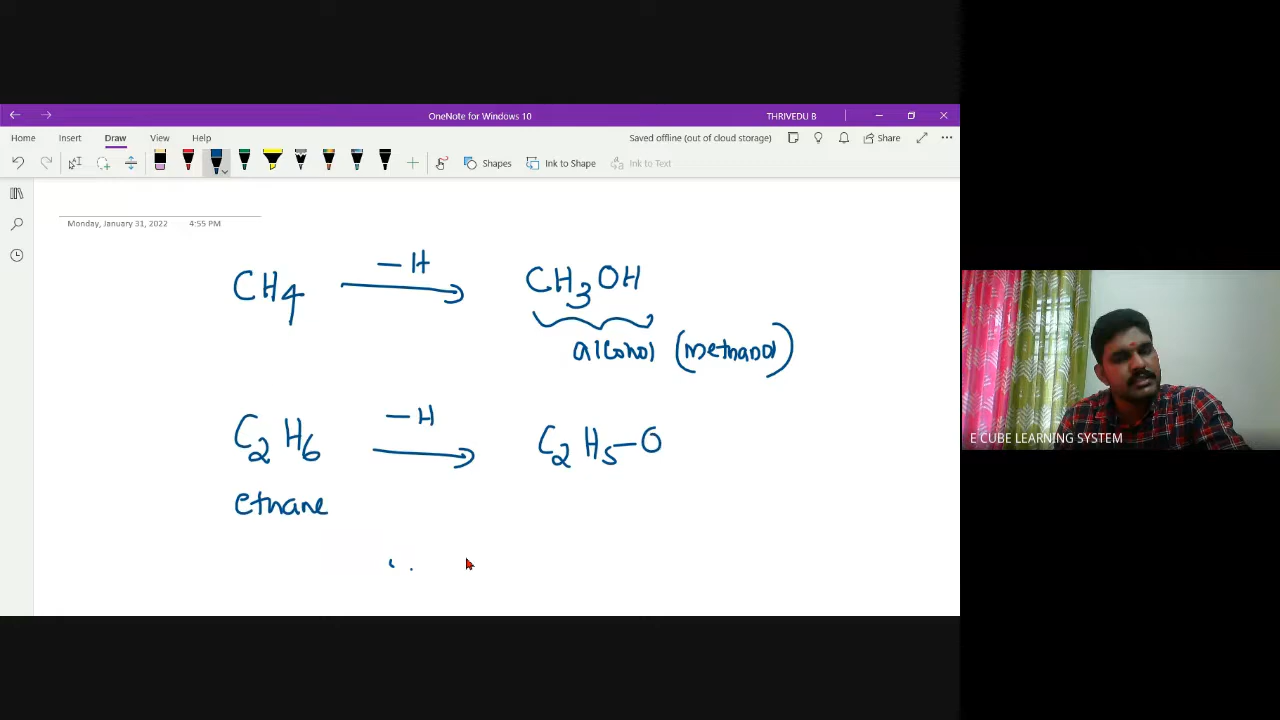 OneNote for Windows 10
THRIVEDU B
Home Insert Draw View Help
Saved offline (out of cloud storage)
Share
Shapes Ink to Shape Ink to Text
Monday, January 31, 2022 4:55 PM
CH4 — H → CH3OH
alcohol (methanol)
C2H6 — H → C2H5—O
ethane
E CUBE LEARNING SYSTEM